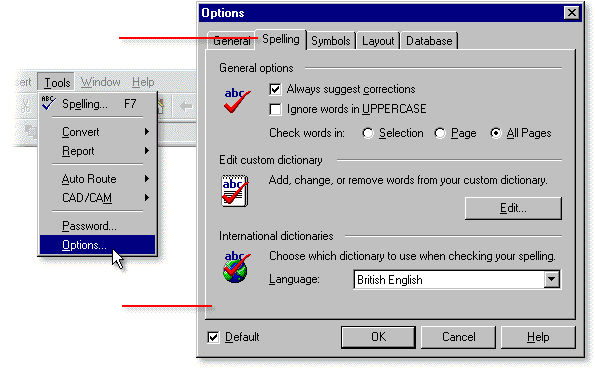 Options
General Spelling Symbols Layout Database
ert Tools Window Help
ABC Spelling... F7
Convert
Report
Auto Route
CAD/CAM
Password...
Options...
General options
abc
Always suggest corrections
Ignore words in UPPERCASE
Check words in: Selection Page All Pages
Edit custom dictionary
abc
Add, change, or remove words from your custom dictionary.
Edit...
International dictionaries
abc
Choose which dictionary to use when checking your spelling.
Language: British English
Default OK Cancel Help